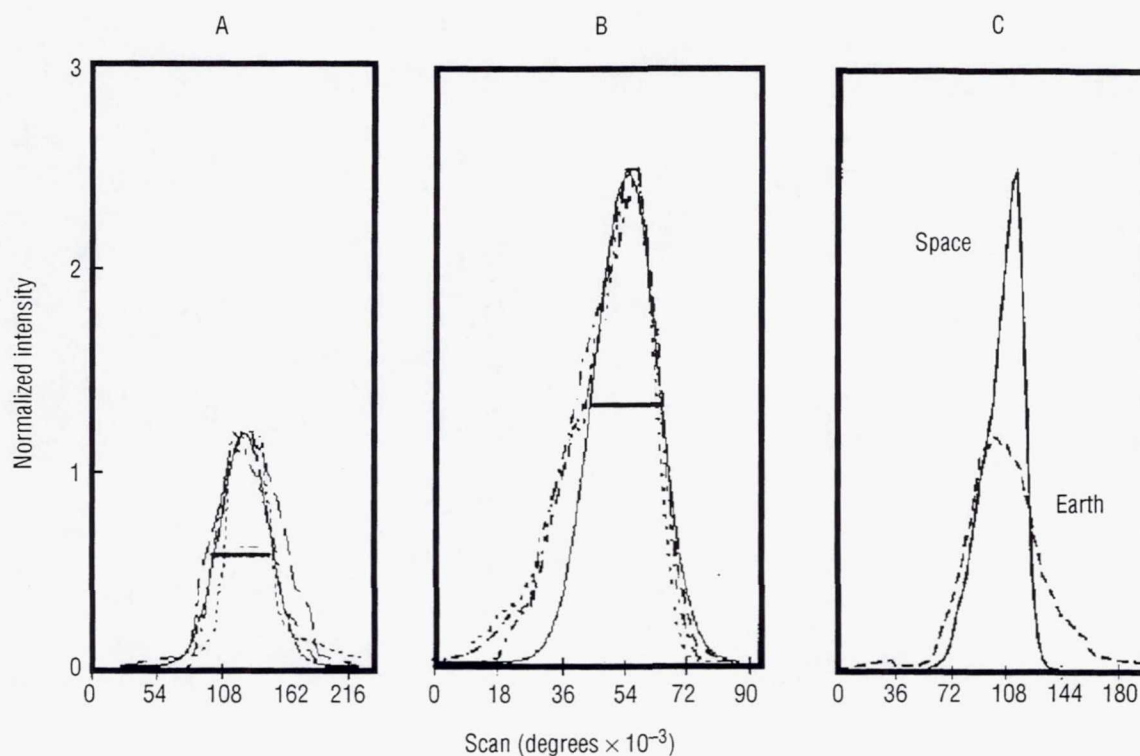 A
B
C
3
2
1
0
Normalized intensity
Space
Earth
0 54 108 162 216
0 18 36 54 72 90
0 36 72 108 144 180
Scan (degrees × 10⁻³)